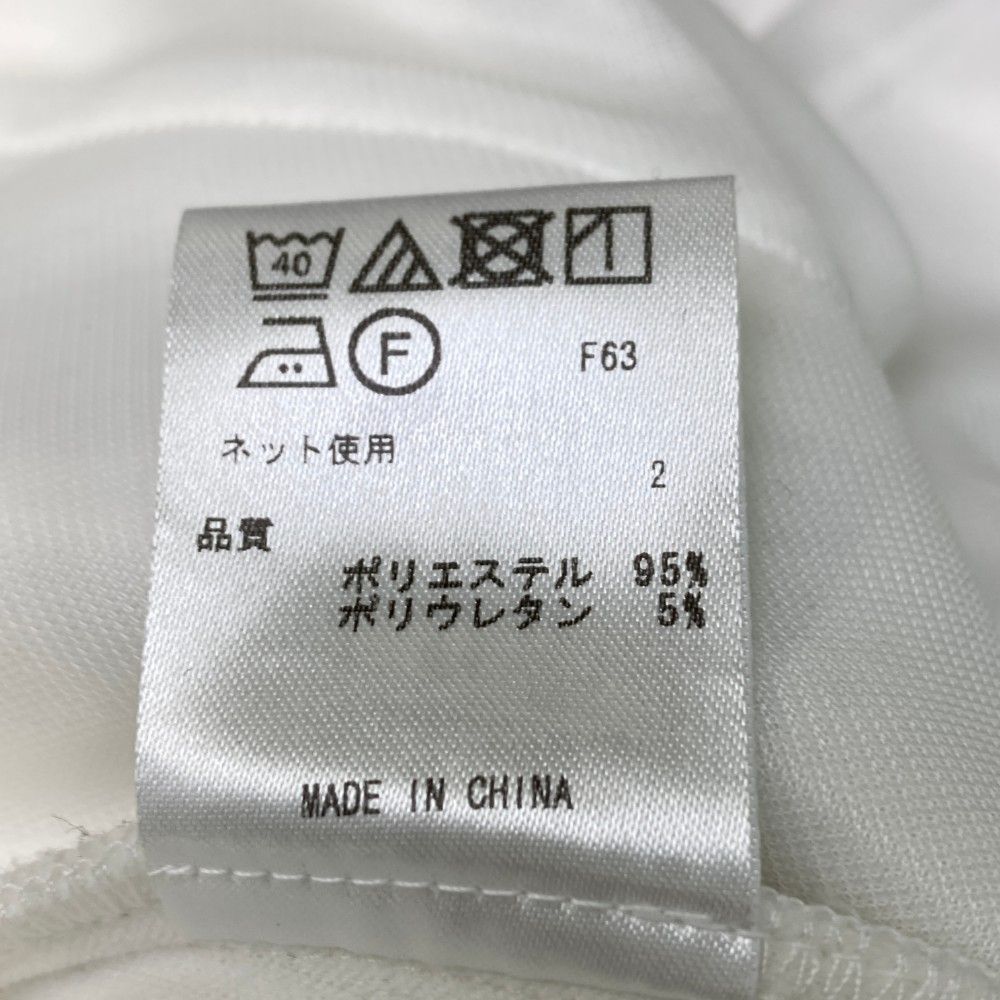 40
F
F63
ネット使用
2
品質
ポリエステル 95%
ポリウレタン 5%
MADE IN CHINA